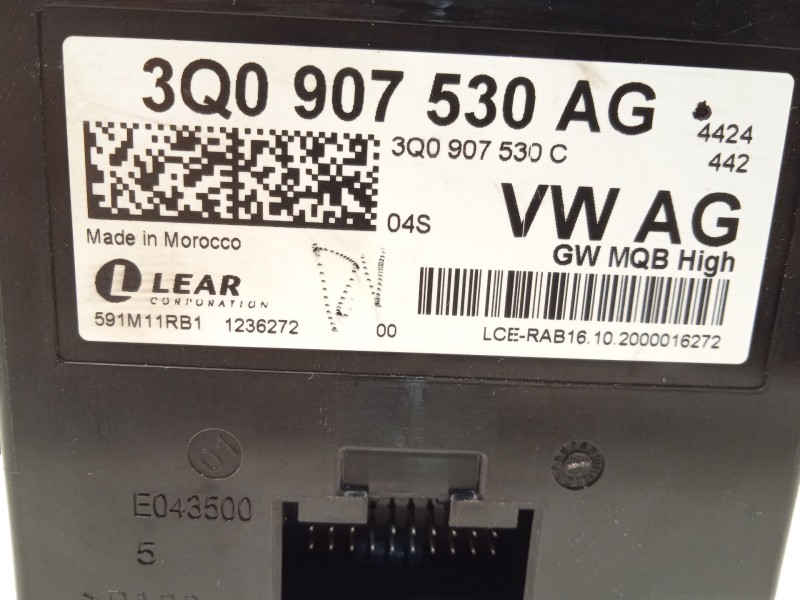 3Q0 907 530 AG
4424
3Q0 907 530 C
442
04S
VW AG
Made in Morocco
GW MQB High
LEAR
CORPORATION
591M11RB1 1236272
00
LCE-RAB16.10.2000016272
01
E043500
5